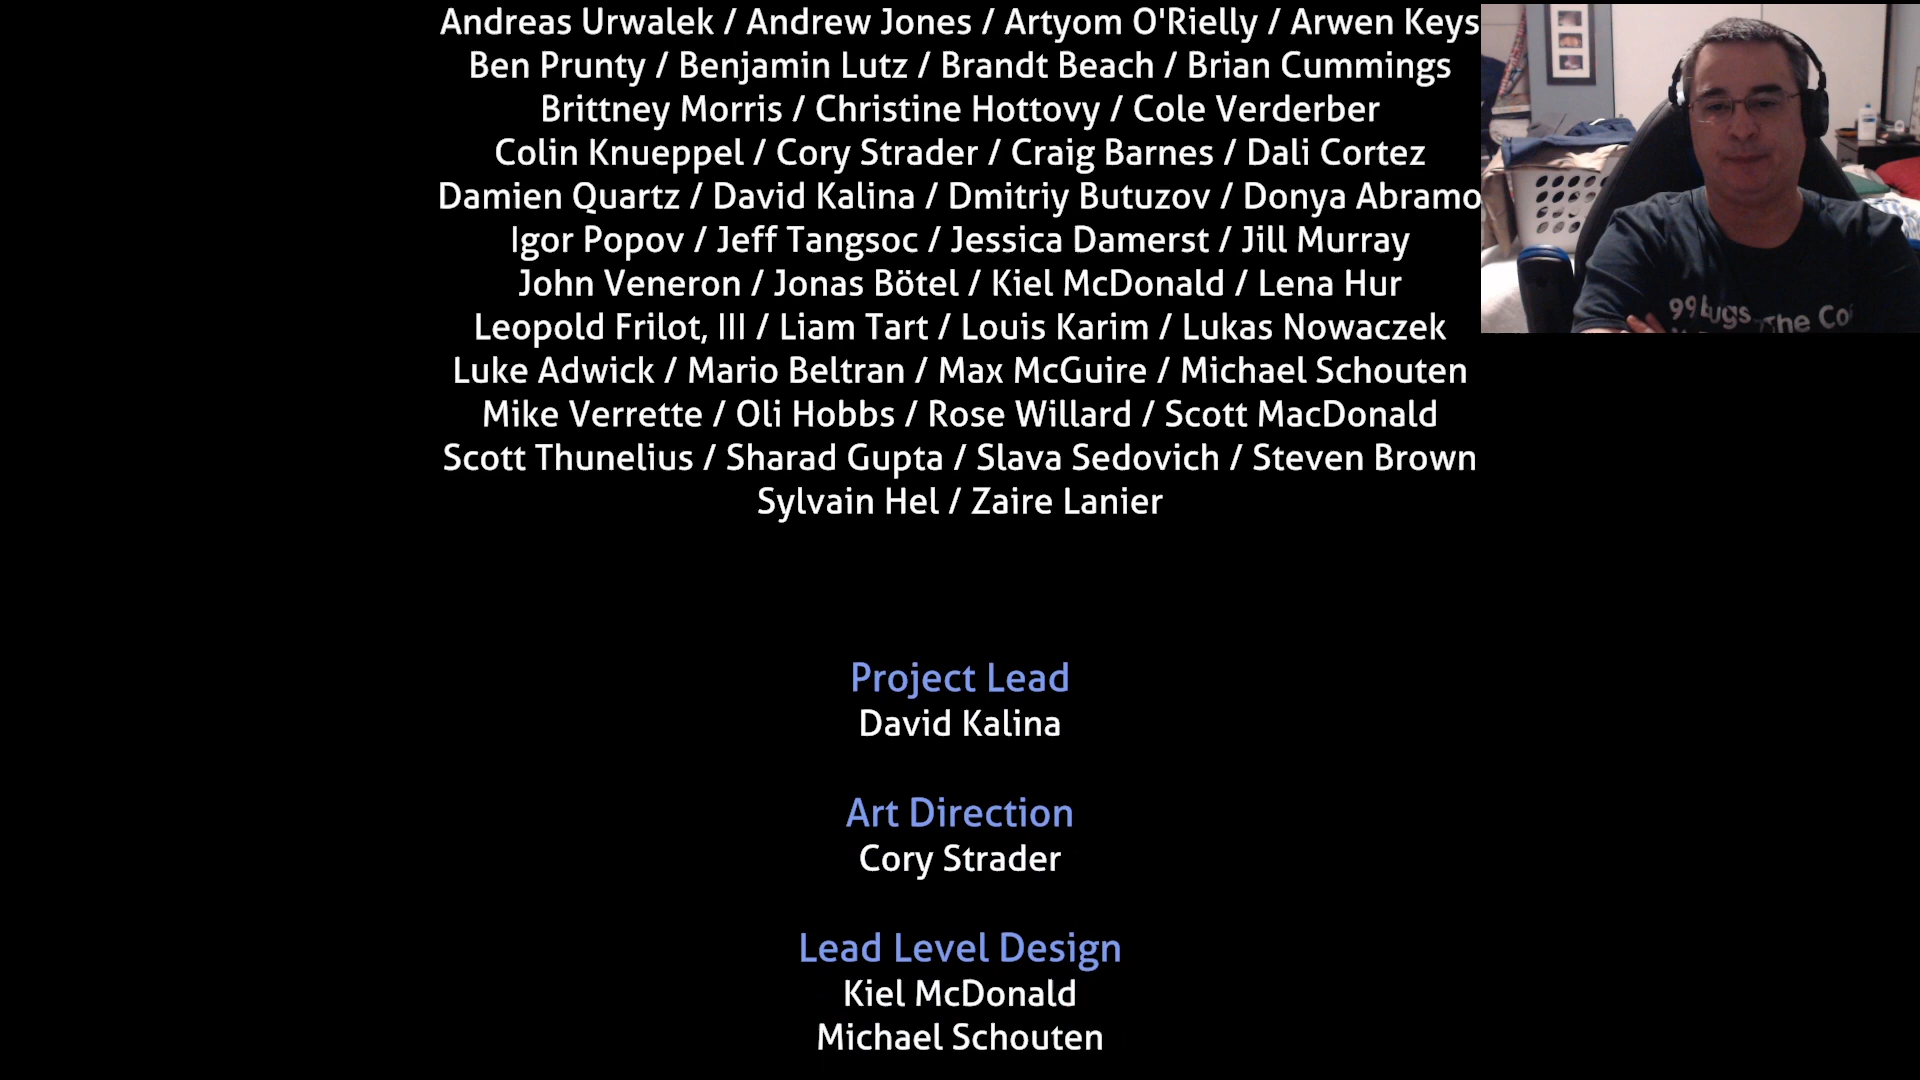 Andreas Urwalek / Andrew Jones / Artyom O'Rielly / Arwen Keys
Ben Prunty / Benjamin Lutz / Brandt Beach / Brian Cummings
Brittney Morris / Christine Hottovy / Cole Verderber
Colin Knueppel / Cory Strader / Craig Barnes / Dali Cortez
Damien Quartz / David Kalina / Dmitriy Butuzov / Donya Abramo
Igor Popov / Jeff Tangsoc / Jessica Damerst / Jill Murray
John Veneron / Jonas Bötel / Kiel McDonald / Lena Hur
Leopold Frilot, III / Liam Tart / Louis Karim / Lukas Nowaczek
Luke Adwick / Mario Beltran / Max McGuire / Michael Schouten
Mike Verrette / Oli Hobbs / Rose Willard / Scott MacDonald
Scott Thunelius / Sharad Gupta / Slava Sedovich / Steven Brown
Sylvain Hel / Zaire Lanier
Project Lead
David Kalina
Art Direction
Cory Strader
Lead Level Design
Kiel McDonald
Michael Schouten
99 Bugs The Co